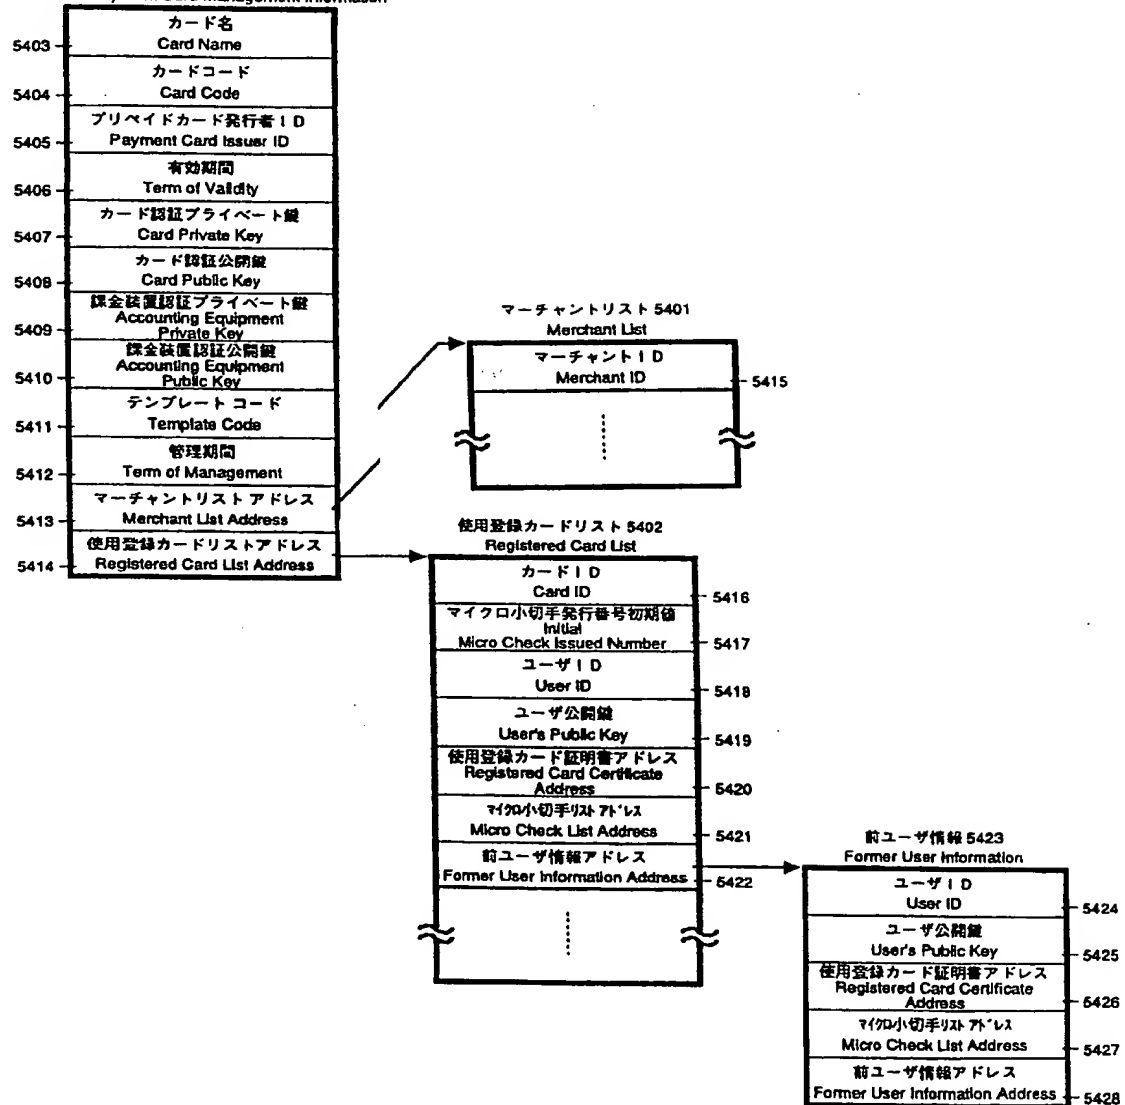 Card Management Information
カード名
Card Name
5403
カードコード
Card Code
5404
プリペイドカード発行者ID
Payment Card Issuer ID
5405
有効期間
Term of Validity
5406
カード認証プライベート鍵
Card Private Key
5407
カード認証公開鍵
Card Public Key
5408
課金装置認証プライベート鍵
Accounting Equipment
Private Key
5409
課金装置認証公開鍵
Accounting Equipment
Public Key
5410
テンプレート コード
Template Code
5411
管理期間
Term of Management
5412
マーチャントリスト アドレス
Merchant List Address
5413
使用登録カードリストアドレス
Registered Card List Address
5414
マーチャントリスト 5401
Merchant List
マーチャントID
Merchant ID
5415
使用登録カードリスト 5402
Registered Card List
カードID
Card ID
5416
マイクロ小切手発行番号初期値
Initial
Micro Check Issued Number
5417
ユーザID
User ID
5418
ユーザ公開鍵
User's Public Key
5419
使用登録カード証明書アドレス
Registered Card Certificate
Address
5420
マイクロ小切手リスト アドレス
Micro Check List Address
5421
前ユーザ情報アドレス
Former User Information Address
5422
前ユーザ情報 5423
Former User Information
ユーザID
User ID
5424
ユーザ公開鍵
User's Public Key
5425
使用登録カード証明書アドレス
Registered Card Certificate
Address
5426
マイクロ小切手リスト アドレス
Micro Check List Address
5427
前ユーザ情報アドレス
Former User Information Address
5428